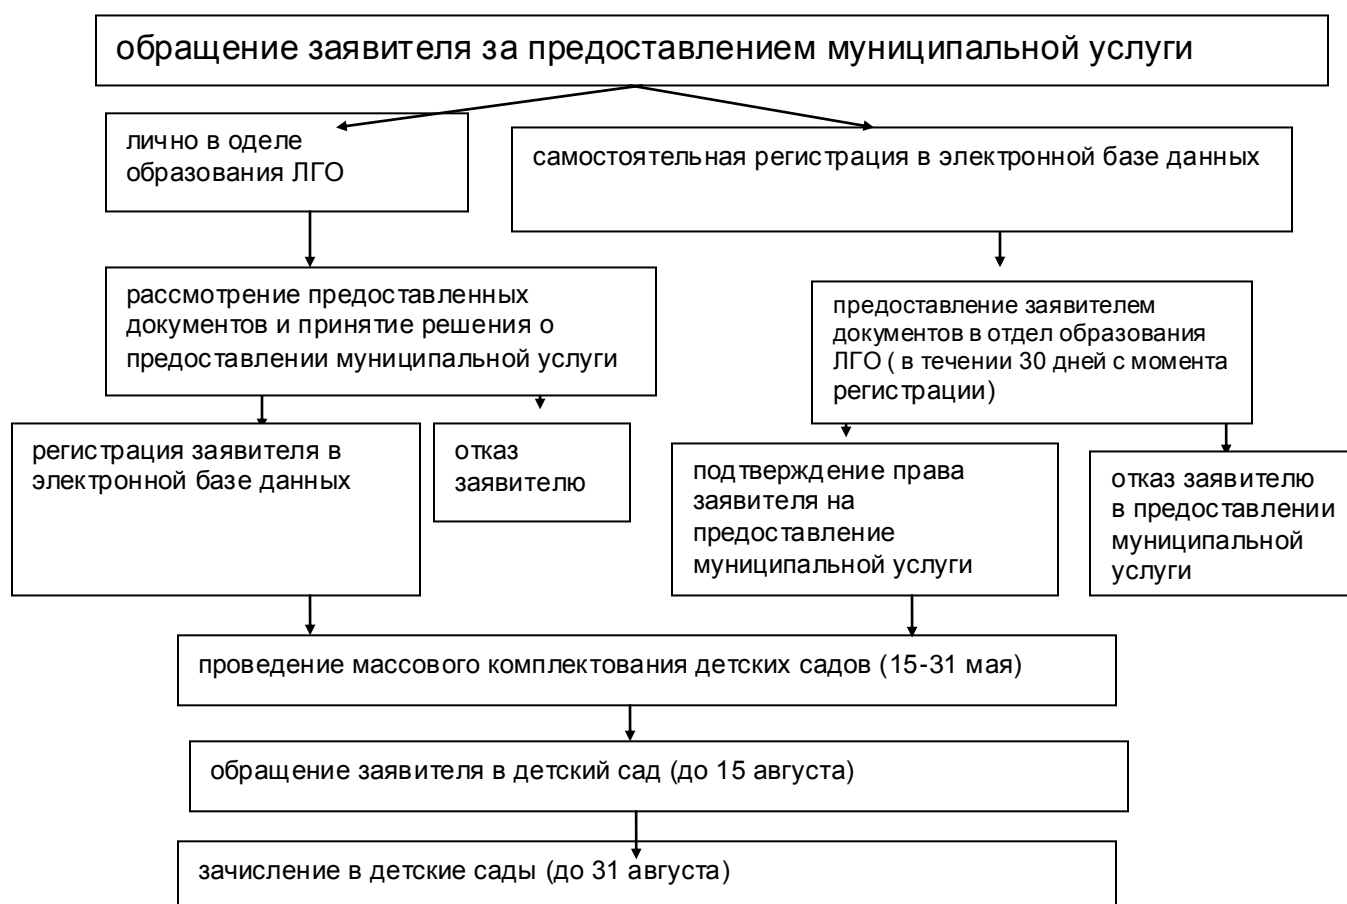 обращение заявителя за предоставлением муниципальной услуги
лично в оделе
образования ЛГО
самостоятельная регистрация в электронной базе данных
рассмотрение предоставленных
документов и принятие решения о
предоставлении муниципальной услуги
предоставление заявителем
документов в отдел образования
ЛГО ( в течении 30 дней с момента
регистрации)
регистрация заявителя в
электронной базе данных
отказ
заявителю
подтверждение права
заявителя на
предоставление
муниципальной услуги
отказ заявителю
в предоставлении
муниципальной
услуги
проведение массового комплектования детских садов (15-31 мая)
обращение заявителя в детский сад (до 15 августа)
зачисление в детские сады (до 31 августа)